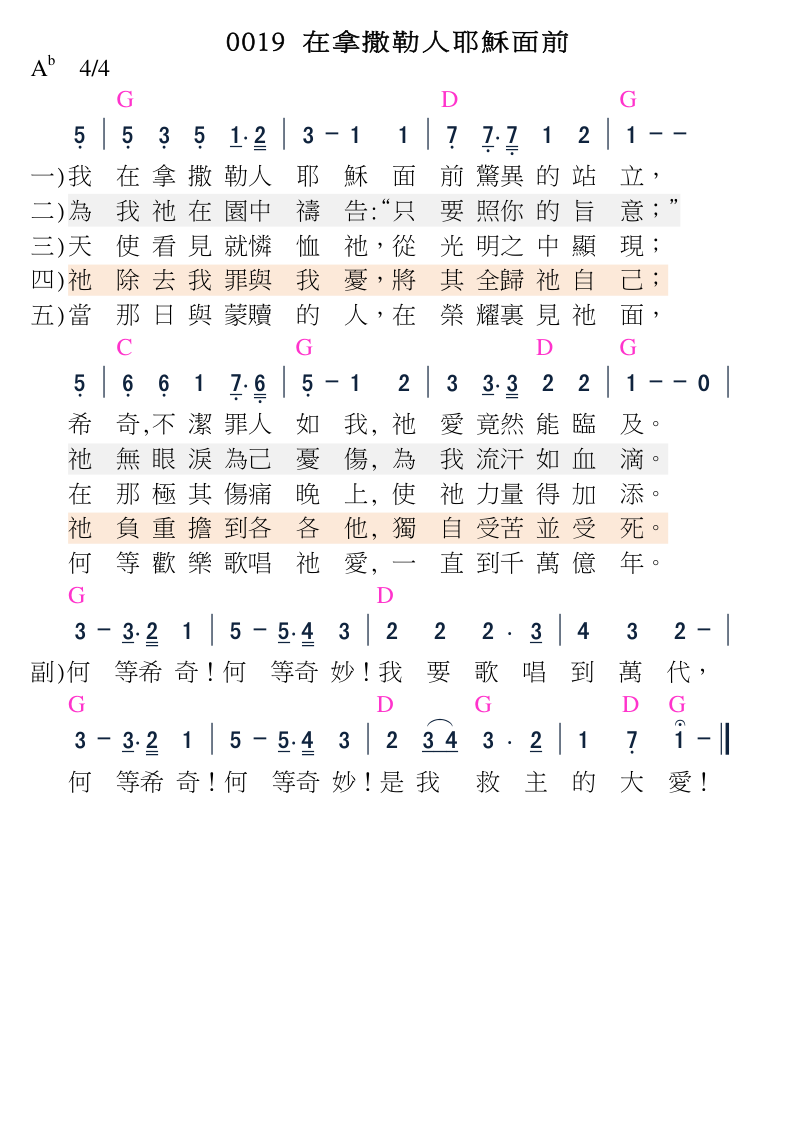 0019 在拿撒勒人耶穌面前
A♭ 4/4
G D G
5 | 5 3 5 1· 2 | 3 − 1 1 | 7 7· 7 1 2 | 1 − −
一)我 在 拿 撒 勒人 耶 穌 面 前 驚異 的 站 立，
二)為 我 祂 在 園中 禱 告:“只 要 照你 的 旨 意；”
三)天 使 看 見 就憐 恤 祂，從 光 明之 中 顯 現；
四)祂 除 去 我 罪與 我 憂，將 其 全歸 祂 自 己；
五)當 那 日 與 蒙贖 的 人，在 榮 耀裏 見 祂 面，
C G D G
5 | 6 6 1 7· 6 | 5 − 1 2 | 3 3· 3 2 2 | 1 − − 0 |
希 奇,不 潔 罪人 如 我, 祂 愛 竟然 能 臨 及。
祂 無 眼 淚 為己 憂 傷, 為 我 流汗 如 血 滴。
在 那 極 其 傷痛 晚 上, 使 祂 力量 得 加 添。
祂 負 重 擔 到各 各 他, 獨 自 受苦 並 受 死。
何 等 歡 樂 歌唱 祂 愛, 一 直 到千 萬 億 年。
G D
3 − 3· 2 1 | 5 − 5· 4 3 | 2 2 2 · 3 | 4 3 2 − |
副)何 等希 奇！何 等奇 妙！我 要 歌 唱 到 萬 代，
G D G D G
3 − 3· 2 1 | 5 − 5· 4 3 | 2 3 4 3 · 2 | 1 7 1 − ‖
何 等希 奇！何 等奇 妙！是 我 救 主 的 大 愛！